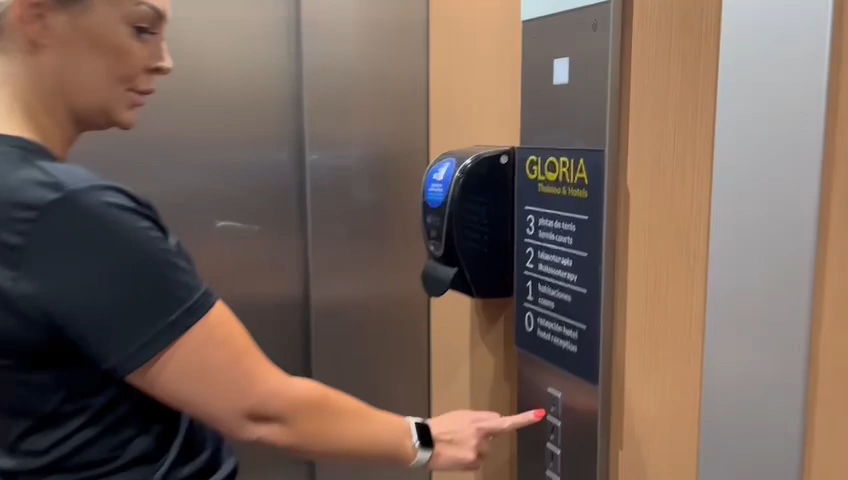 GLORIA
Thalasso & Hotels
3 pistas de tenis
tennis courts
2 talasoterapia
thalassotherapy
1 habitaciones
rooms
0 recepción hotel
hotel reception